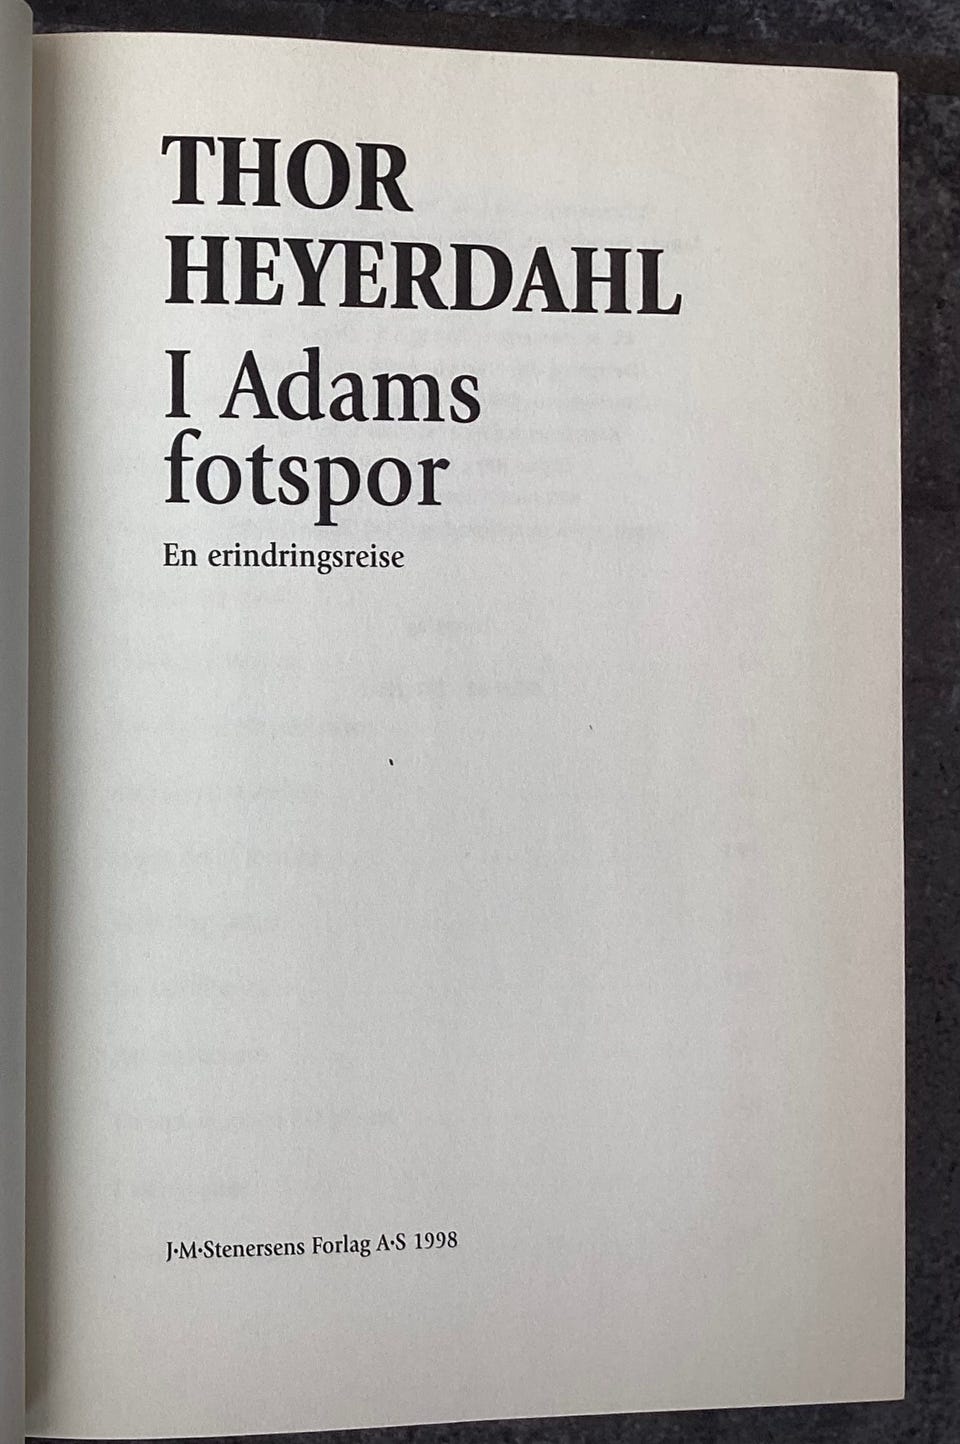 THOR
HEYERDAHL
I Adams
fotspor
En erindringsreise
J·M·Stenersens Forlag A·S 1998